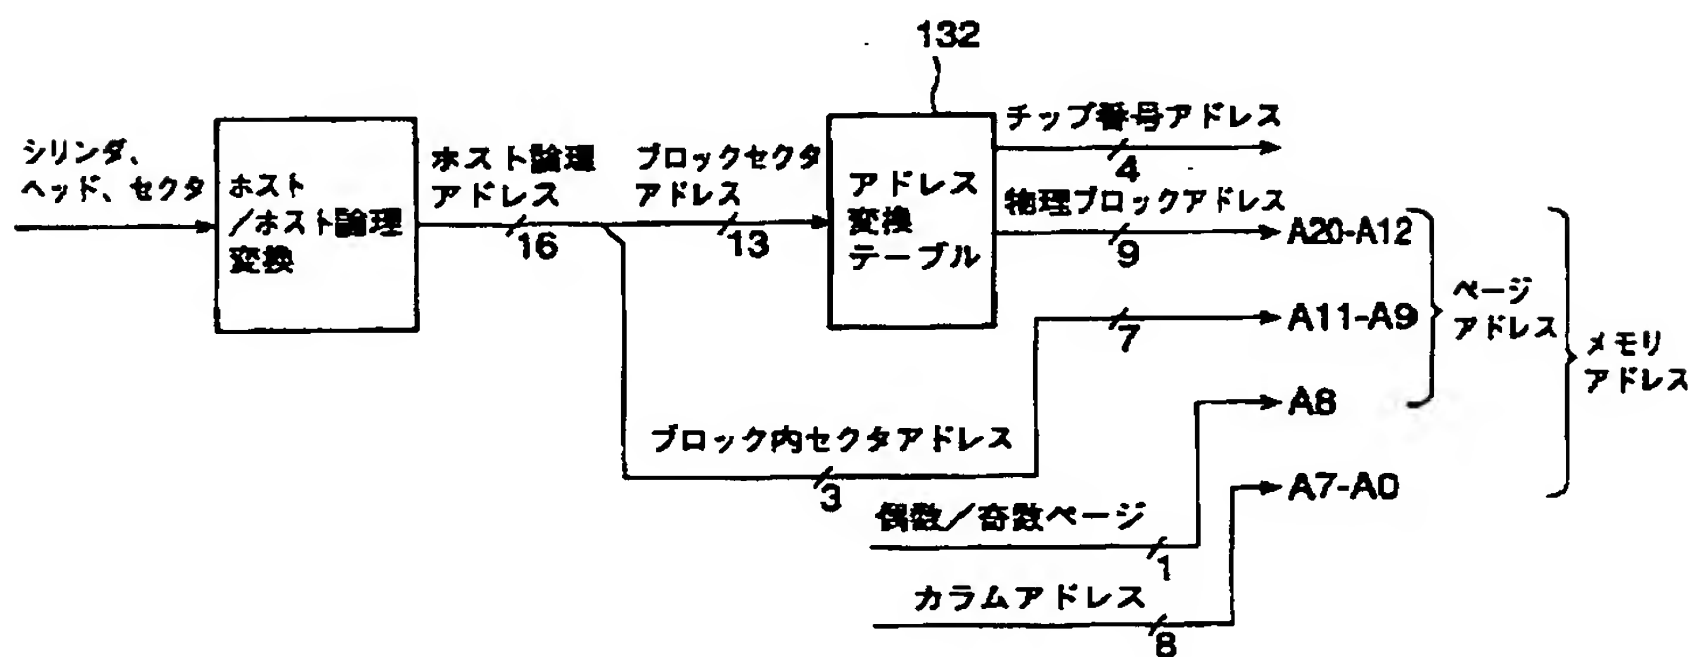 132
シリンダ、
ヘッド、セクタ
ホスト
／ホスト論理
変換
ホスト論理
アドレス
16
ブロックセクタ
アドレス
13
アドレス
変換
テーブル
チップ番号アドレス
4
物理ブロックアドレス
9
A20-A12
7
A11-A9
ページ
アドレス
メモリ
アドレス
A8
ブロック内セクタアドレス
3
A7-A0
偶数／奇数ページ
1
カラムアドレス
8